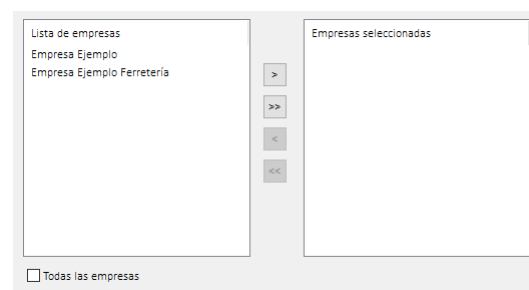 Lista de empresas
Empresa Ejemplo
Empresa Ejemplo Ferretería
>
>>
<
<<
Empresas seleccionadas
Todas las empresas